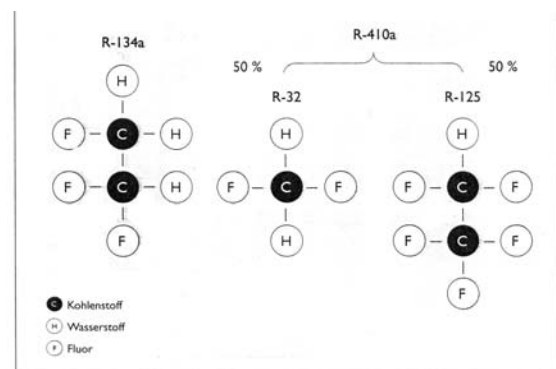 R-134a
R-410a
50 %
50 %
R-32
R-125
H
H
H
F C H
F C F
F C F
F C H
F C F
F
H
F
C Kohlenstoff
H Wasserstoff
F Fluor